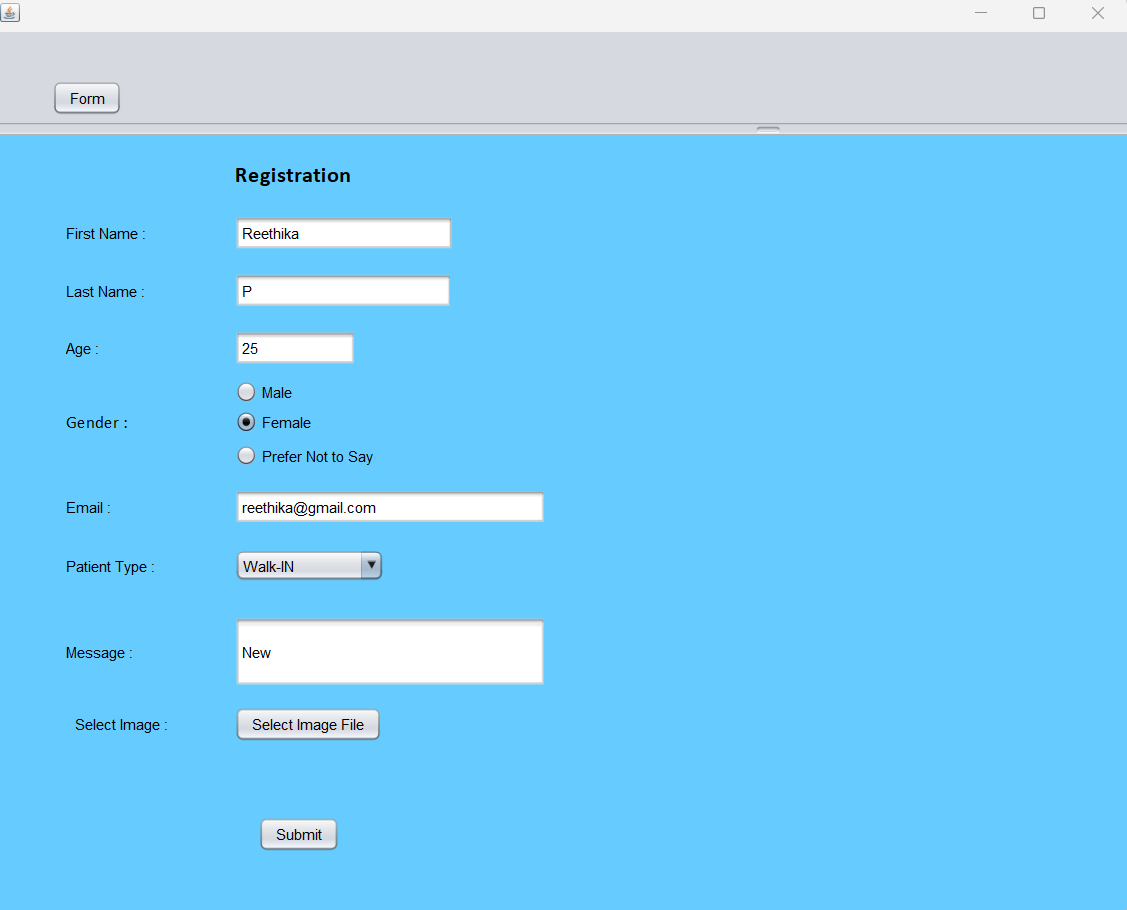 Form
Registration
First Name : Reethika
Last Name : P
Age : 25
Male
Gender : Female
Prefer Not to Say
Email : reethika@gmail.com
Patient Type : Walk-IN
Message : New
Select Image : Select Image File
Submit